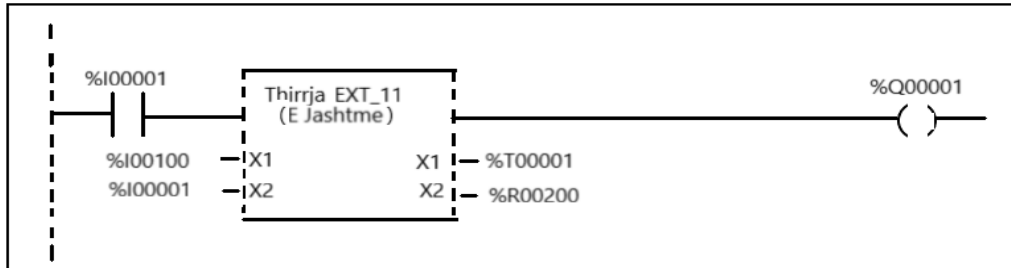 %I00001
%Q00001
Thirrja EXT_11
(E Jashtme)
%I00100 X1 X1 %T00001
%I00001 X2 X2 %R00200